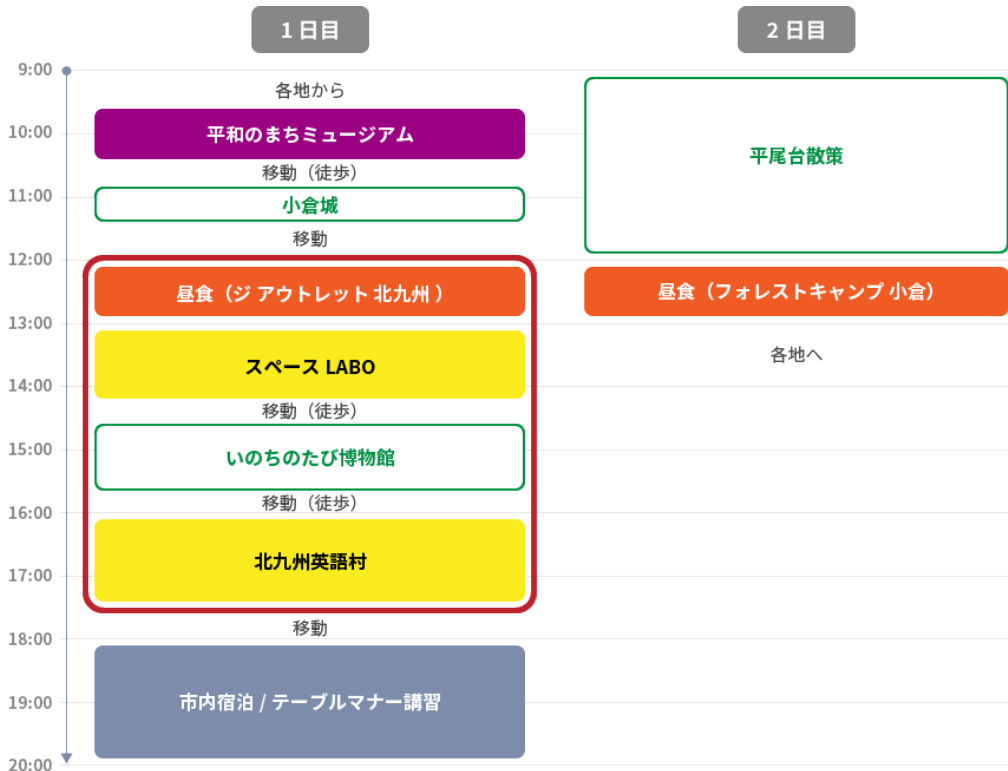 1 日目
2 日目
9:00
各地から
10:00
平和のまちミュージアム
平尾台散策
移動（徒歩）
11:00
小倉城
移動
12:00
昼食（ジ アウトレット 北九州 ）
昼食（フォレストキャンプ 小倉）
13:00
スペース LABO
各地へ
14:00
移動（徒歩）
15:00
いのちのたび博物館
移動（徒歩）
16:00
北九州英語村
17:00
移動
18:00
市内宿泊 / テーブルマナー講習
19:00
20:00